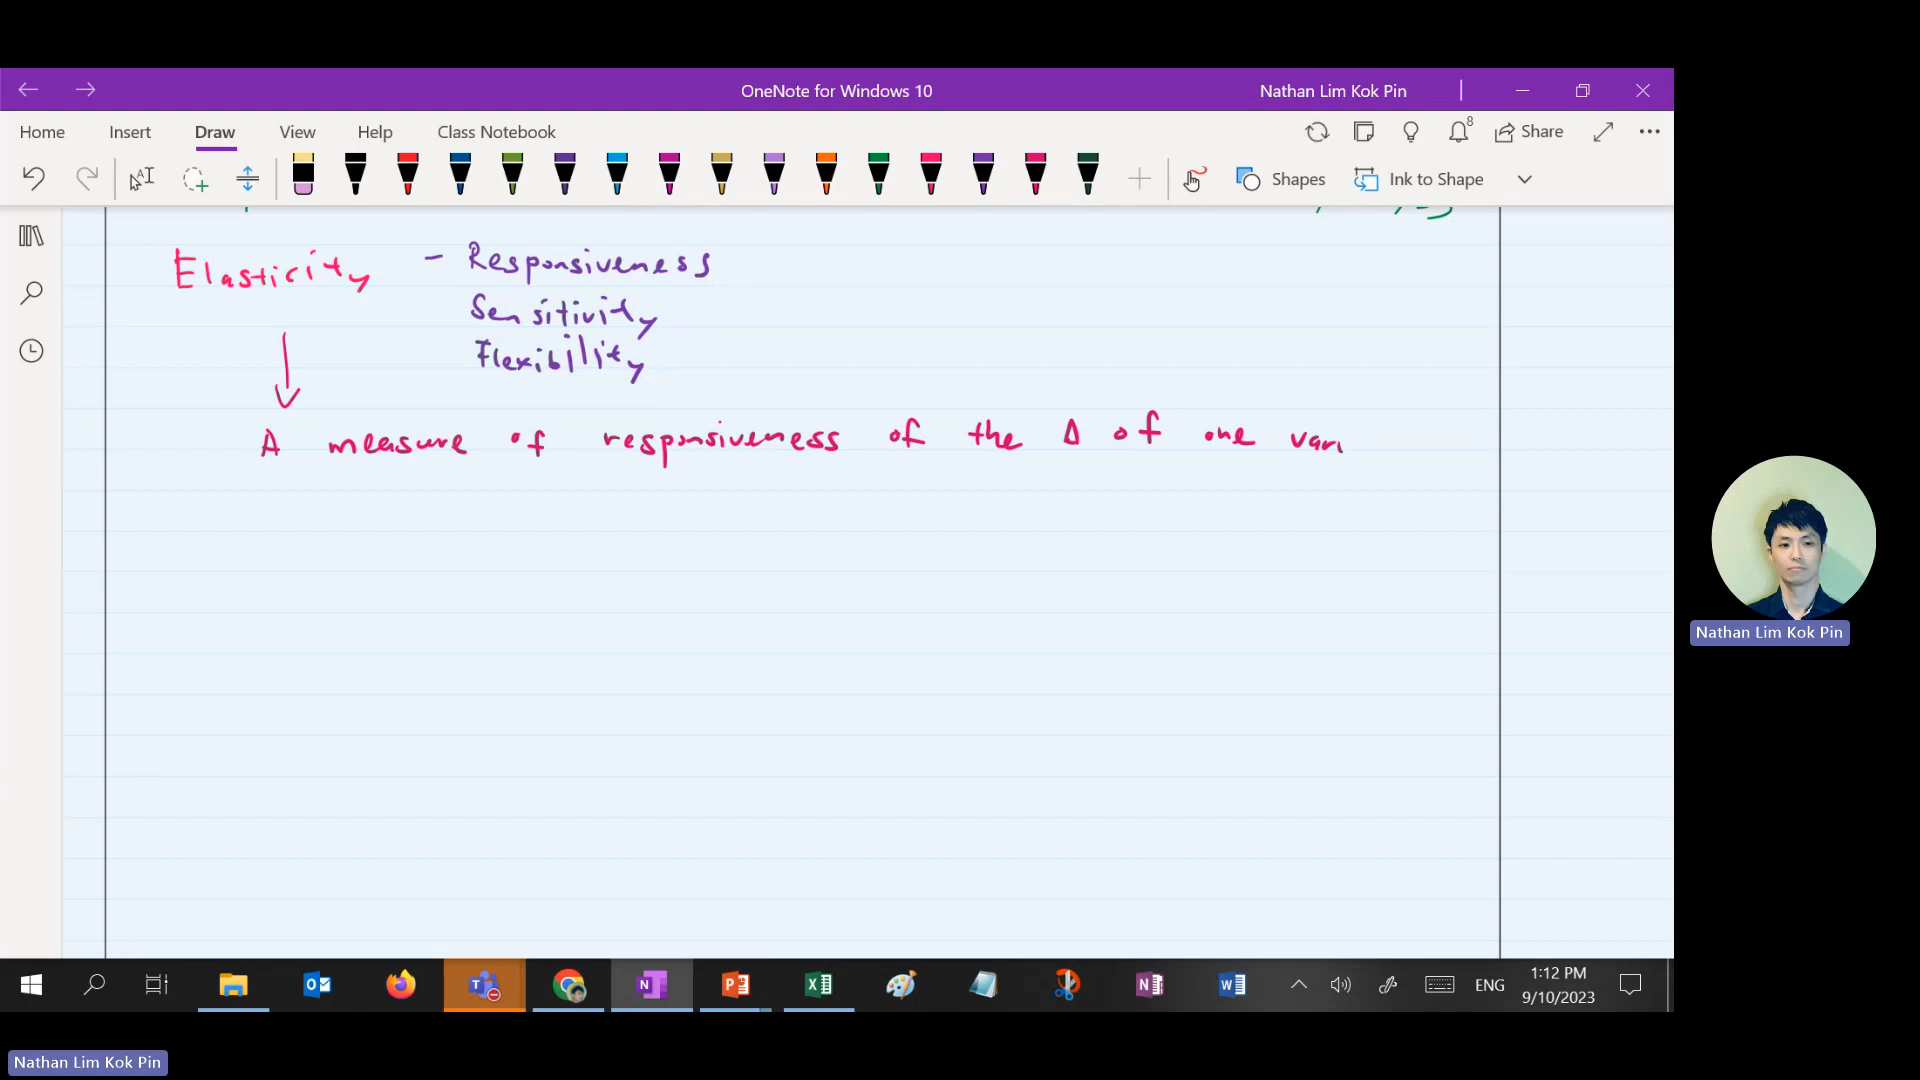 OneNote for Windows 10
Nathan Lim Kok Pin
Home Insert Draw View Help Class Notebook
8
Share
Shapes
Ink to Shape
Elasticity - Responsiveness
Sensitivity
Flexibility
A measure of responsiveness of the Δ of one vari
Nathan Lim Kok Pin
ENG
1:12 PM
9/10/2023
Nathan Lim Kok Pin